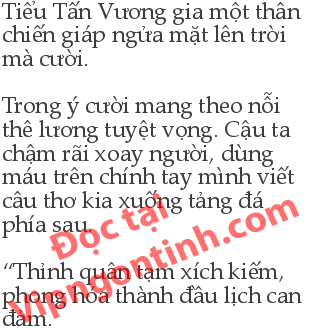 Tiểu Tấn Vương gia một thân
chiến giáp ngửa mặt lên trời
mà cười.
Trong ý cười mang theo nỗi
thê lương tuyệt vọng. Cậu ta
chậm rãi xoay người, dùng
máu trên chính tay mình viết
câu thơ kia xuống tảng đá
phía sau.
“Thỉnh quân tạm xích kiếm,
phong hỏa thành đầu lịch can
đảm.
Đọc tại
Vipngontinh.com